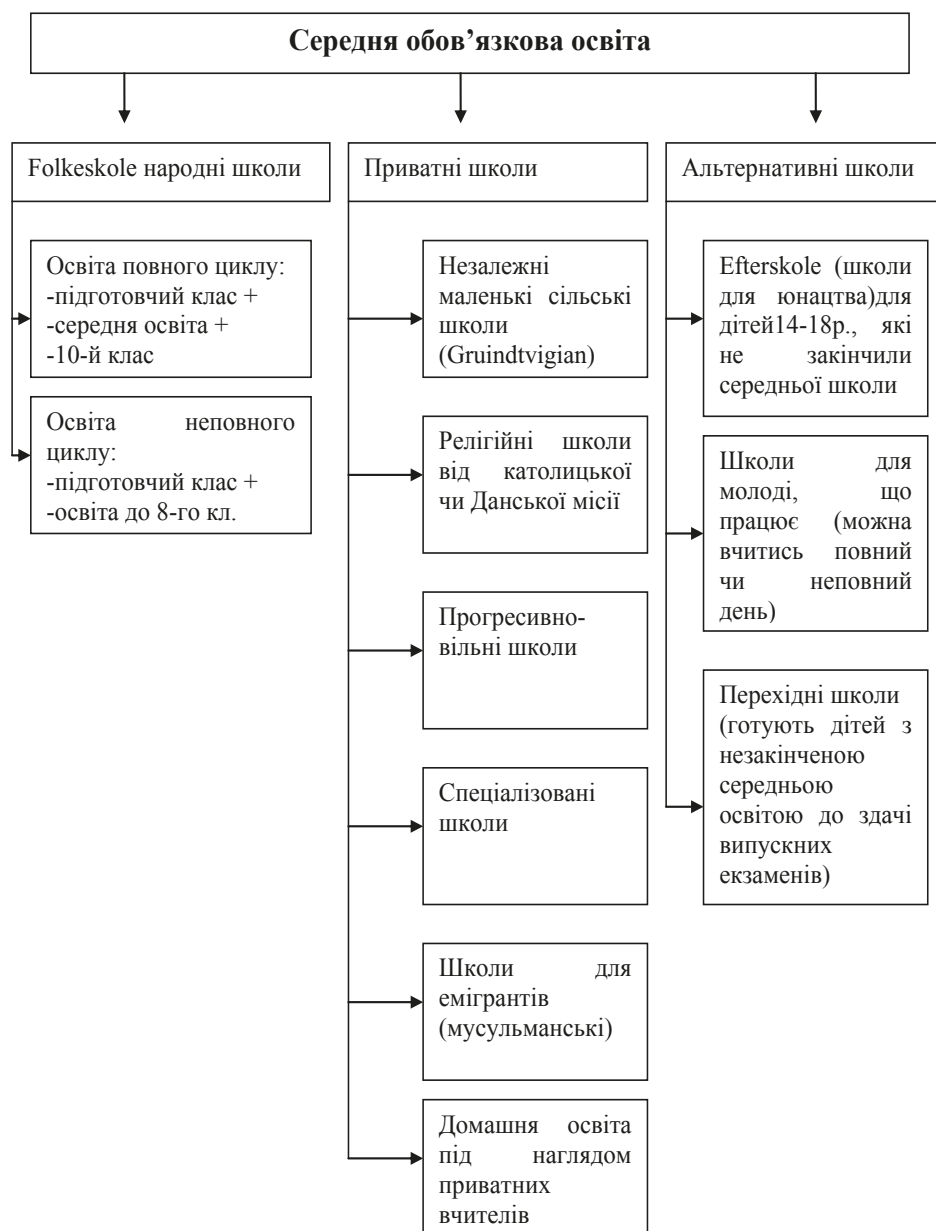 Середня обов’язкова освіта
Folkeskole народні школи
Освіта повного циклу:
-підготовчий клас +
-середня освіта +
-10-й клас
Освіта неповного
циклу:
-підготовчий клас +
-освіта до 8-го кл.
Приватні школи
Незалежні
маленькі сільські
школи
(Gruindtvigian)
Релігійні школи
від католицької
чи Данської місії
Прогресивно-
вільні школи
Спеціалізовані
школи
Школи для
емігрантів
(мусульманські)
Домашня освіта
під наглядом
приватних
вчителів
Альтернативні школи
Efterskole (школи
для юнацтва)для
дітей14-18р., які
не закінчили
середньої школи
Школи для
молоді, що
працює (можна
вчитись повний
чи неповний
день)
Перехідні школи
(готують дітей з
незакінченою
середньою
освітою до здачі
випускних
екзаменів)